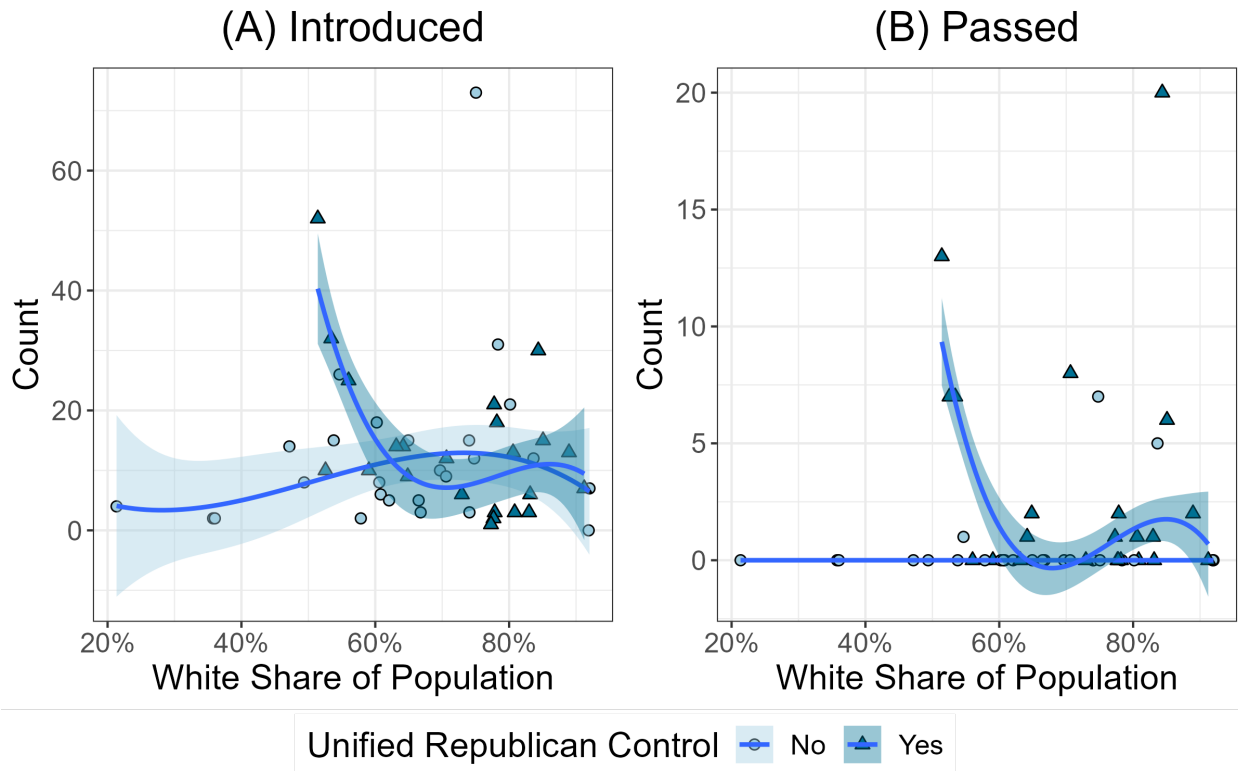 (A) Introduced
Count
60
40
20
0
20%
40%
60%
80%
White Share of Population
(B) Passed
Count
20
15
10
5
0
20%
40%
60%
80%
White Share of Population
Unified Republican Control
No
Yes